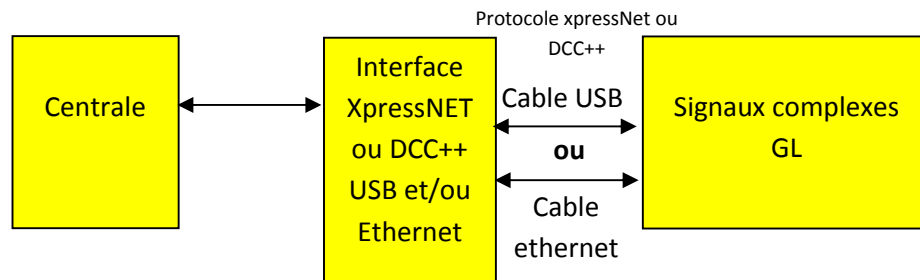 Centrale
Interface
XpressNET
ou DCC++
USB et/ou
Ethernet
Protocole xpressNet ou
DCC++
Cable USB
ou
Cable
ethernet
Signaux complexes
GL